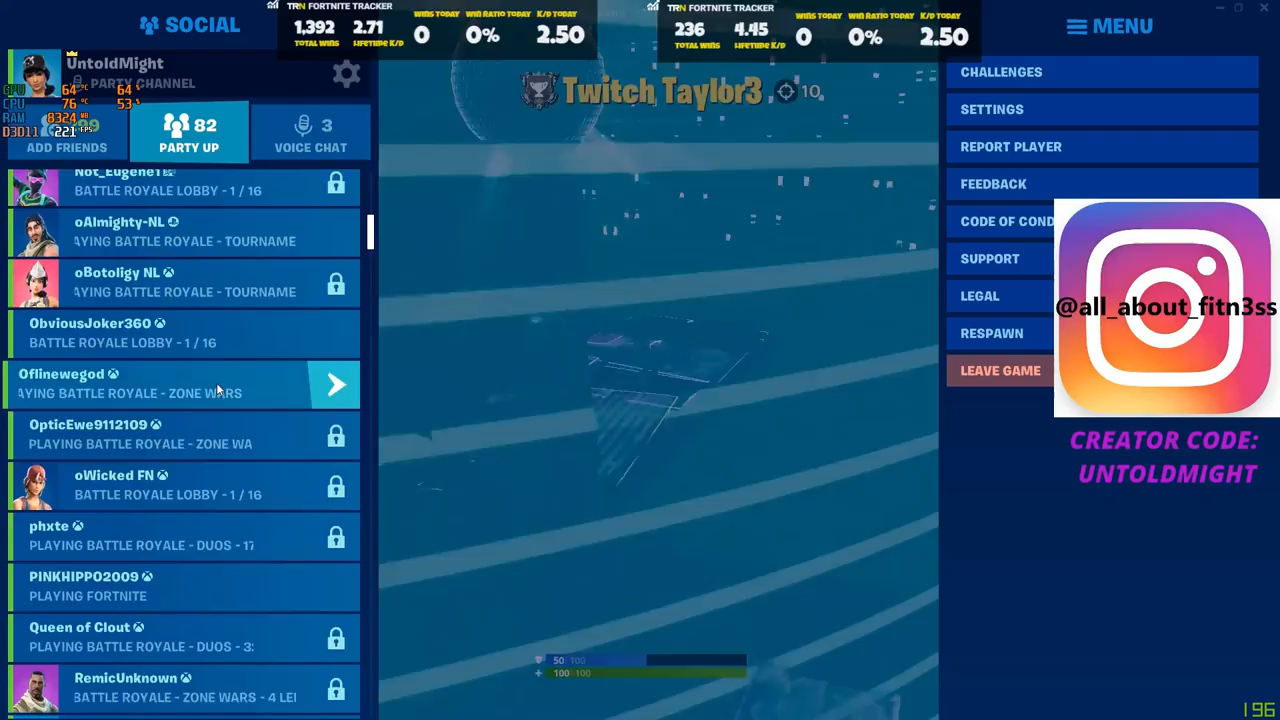 SOCIAL
TRN FORTNITE TRACKER
1,392 2.71 0 0% 2.50
TOTAL WINS LIFETIME K/D WINS TODAY WIN RATIO TODAY K/D TODAY
TRN FORTNITE TRACKER
236 4.45 0 0% 2.50
TOTAL WINS LIFETIME K/D WINS TODAY WIN RATIO TODAY K/D TODAY
MENU
UntoldMight
PARTY CHANNEL
GPU 64 °C 64 %
CPU 76 °C 53 %
RAM 8324 MB
D3D11 221 FPS
ADD FRIENDS
82
PARTY UP
3
VOICE CHAT
Not_Eugene1
BATTLE ROYALE LOBBY - 1 / 16
oAlmighty-NL
AYING BATTLE ROYALE - TOURNAME
oBotoligy NL
AYING BATTLE ROYALE - TOURNAME
ObviousJoker360
BATTLE ROYALE LOBBY - 1 / 16
Oflinewegod
AYING BATTLE ROYALE - ZONE WARS
OpticEwe9112109
PLAYING BATTLE ROYALE - ZONE WA
oWicked FN
BATTLE ROYALE LOBBY - 1 / 16
phxte
PLAYING BATTLE ROYALE - DUOS - 17
PINKHIPPO2009
PLAYING FORTNITE
Queen of Clout
PLAYING BATTLE ROYALE - DUOS - 3
RemicUnknown
BATTLE ROYALE - ZONE WARS - 4 LEI
Twitch Taylor3 10
50 100
100 100
CHALLENGES
SETTINGS
REPORT PLAYER
FEEDBACK
CODE OF COND
SUPPORT
LEGAL
RESPAWN
LEAVE GAME
@all_about_fitn3ss
CREATOR CODE:
UNTOLDMIGHT
196